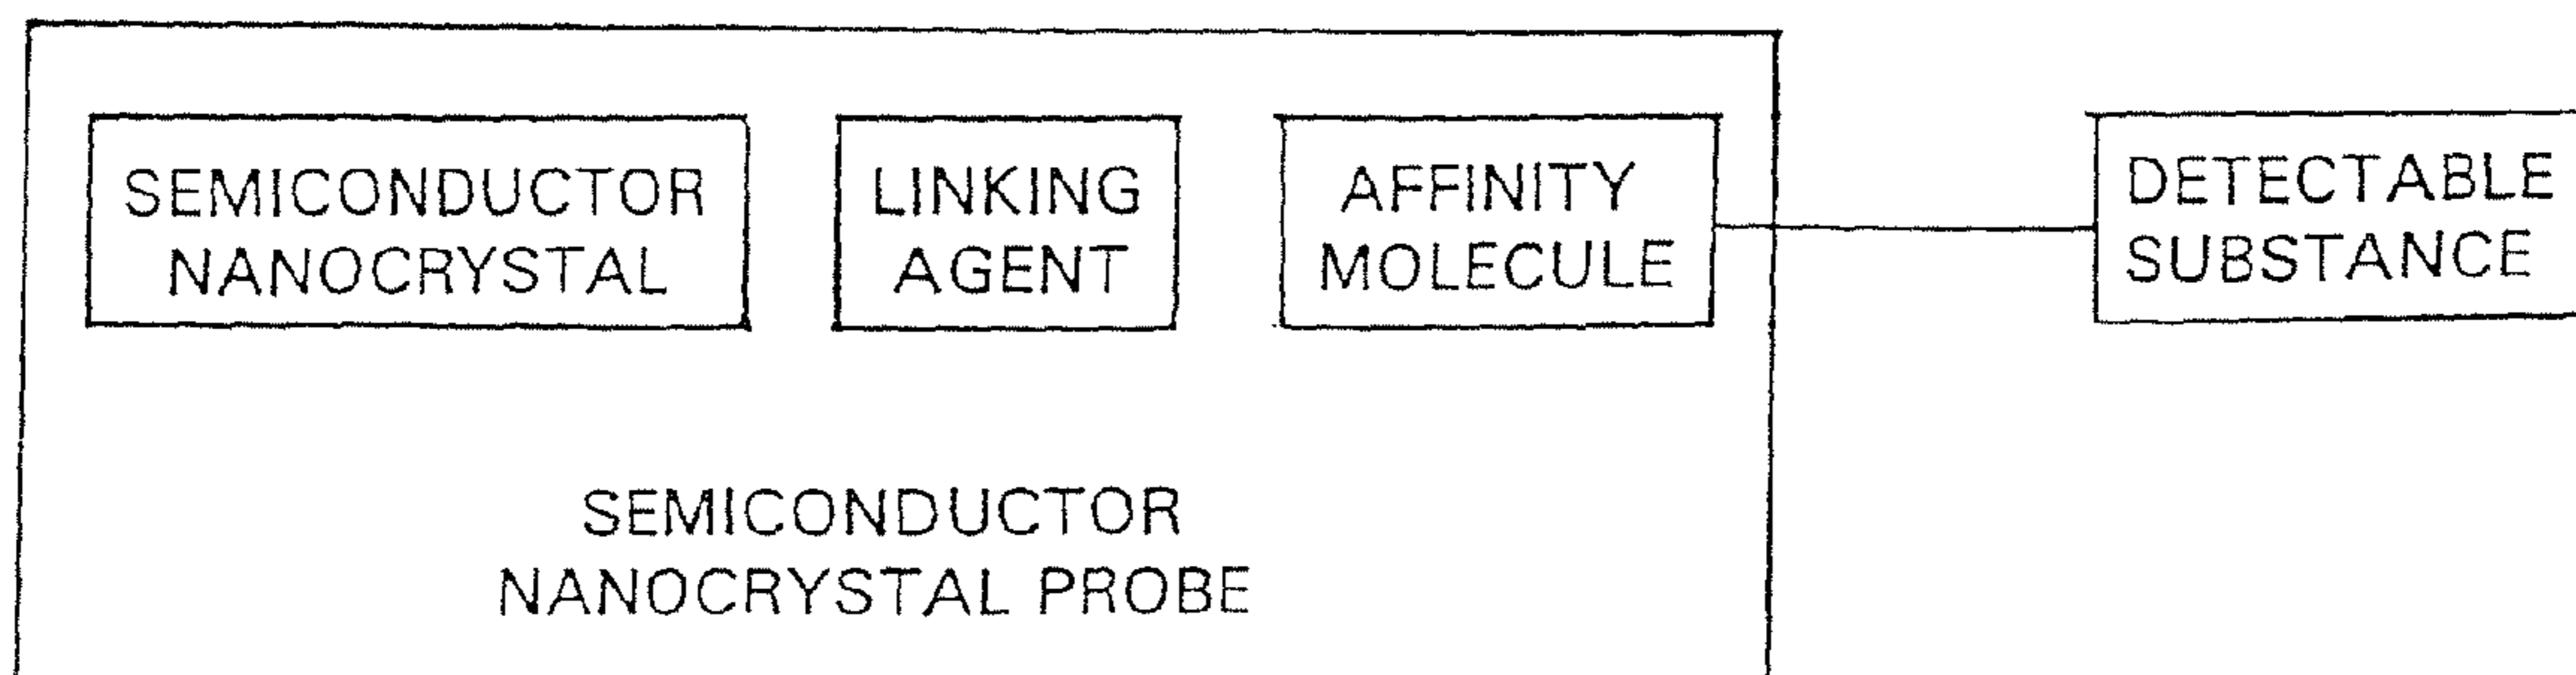 SEMICONDUCTOR
NANOCRYSTAL
LINKING
AGENT
AFFINITY
MOLECULE
DETECTABLE
SUBSTANCE
SEMICONDUCTOR
NANOCRYSTAL PROBE